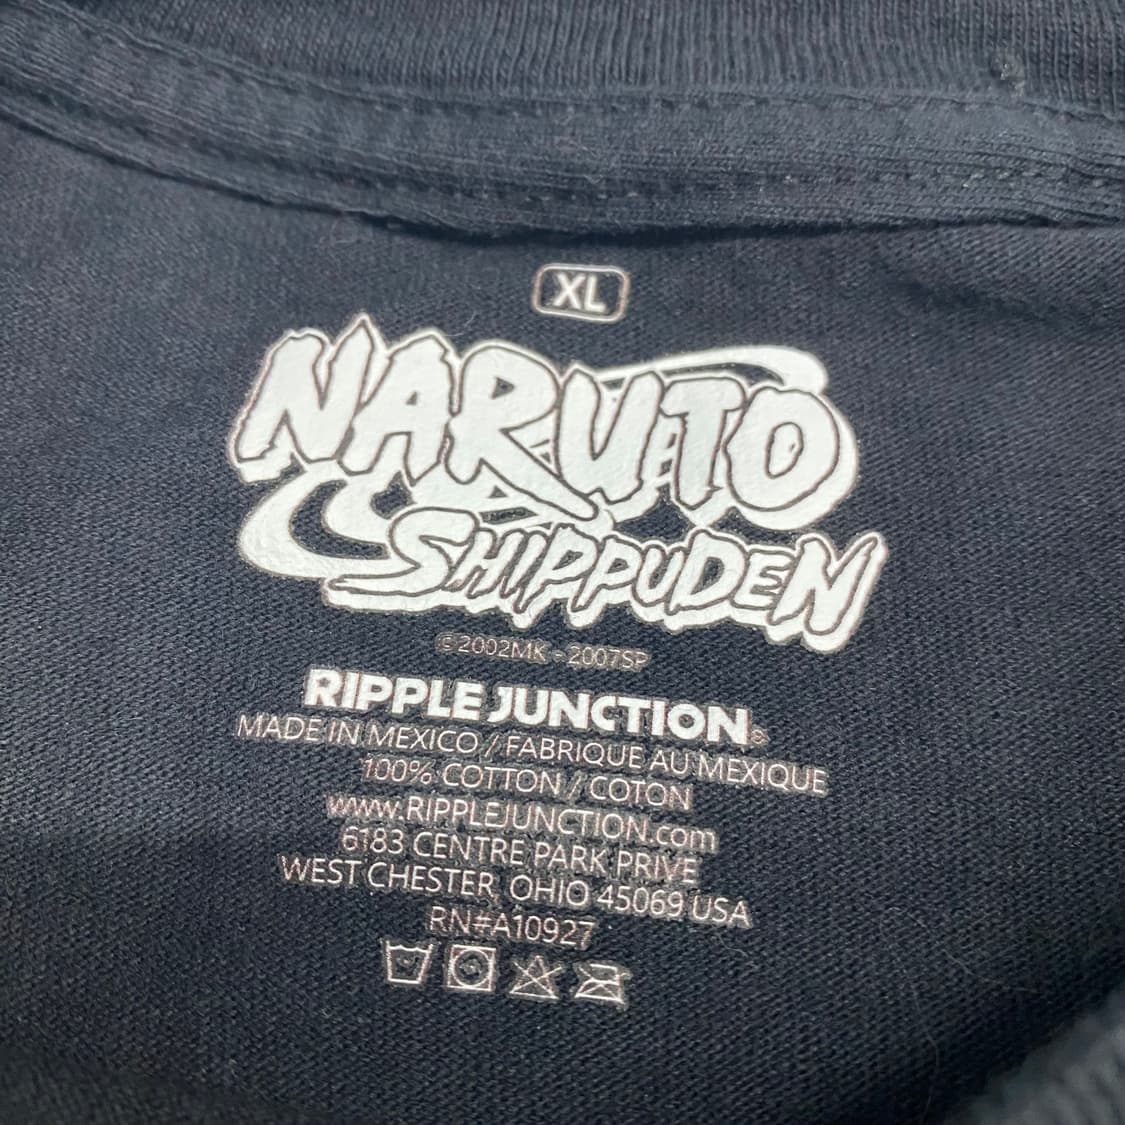 XL
NARUTO
SHIPPUDEN
©2002MK - 2007SP
RIPPLE JUNCTION®
MADE IN MEXICO / FABRIQUE AU MEXIQUE
100% COTTON / COTON
www.RIPPLEJUNCTION.com
6183 CENTRE PARK PRIVE
WEST CHESTER, OHIO 45069 USA
RN#A10927